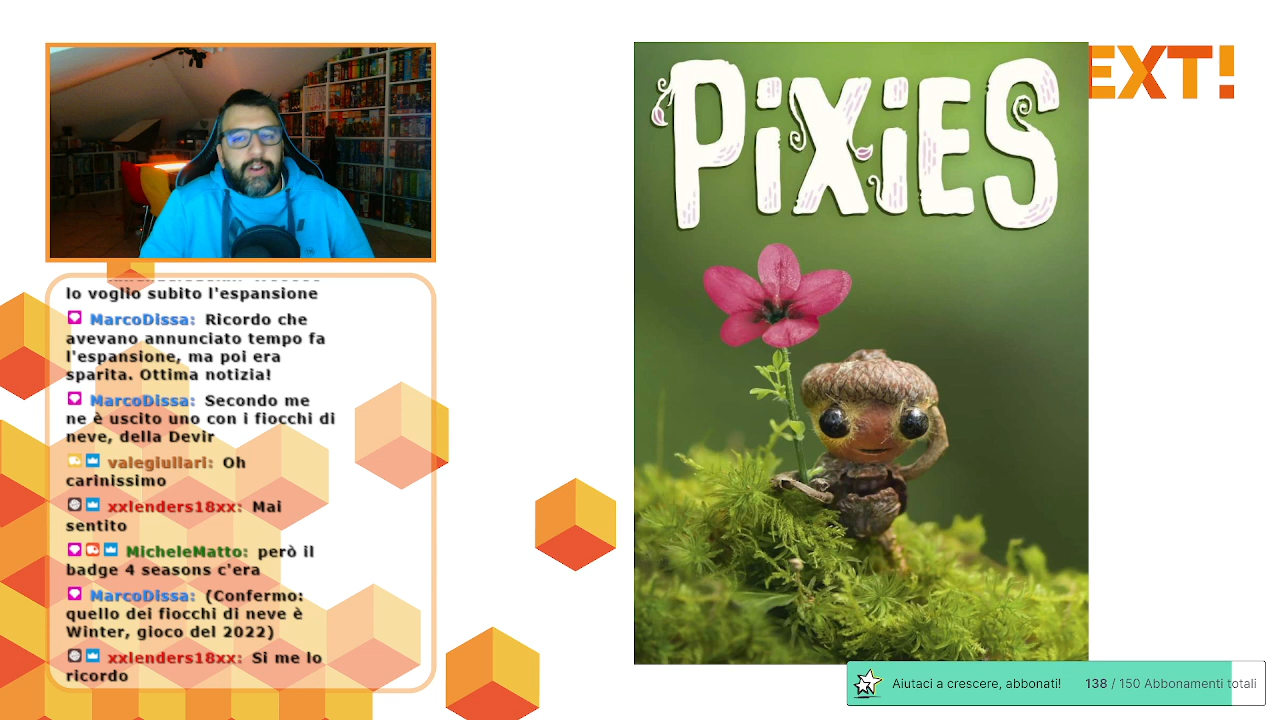 PiXiES
EXT!
lo voglio subito l'espansione
MarcoDissa: Ricordo che
avevano annunciato tempo fa
l'espansione, ma poi era
sparita. Ottima notizia!
MarcoDissa: Secondo me
ne è uscito uno con i fiocchi di
neve, della Devir
valegiullari: Oh
carinissimo
xxlenders18xx: Mai
sentito
MicheleMatto: però il
badge 4 seasons c'era
MarcoDissa: (Confermo:
quello dei fiocchi di neve è
Winter, gioco del 2022)
xxlenders18xx: Si me lo
ricordo
7 Aiutaci a crescere, abbonati! 138 / 150 Abbonamenti totali